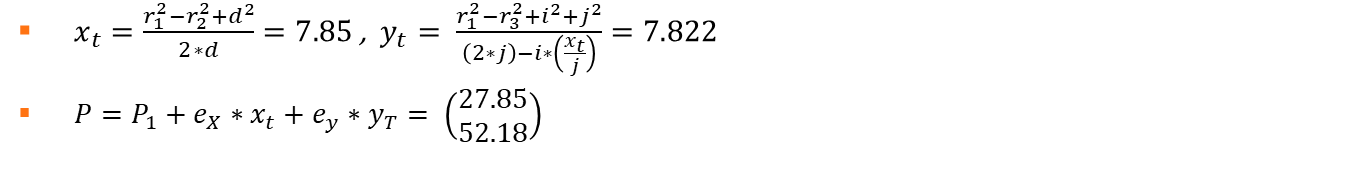 ▪ x_t = (r_1^2−r_2^2+d^2)/(2∗d) = 7.85 , y_t = (r_1^2−r_3^2+i^2+j^2)/((2∗j)−i∗(x_t/j)) = 7.822
▪ P = P_1 + e_X ∗ x_t + e_y ∗ y_T = (27.85 52.18)